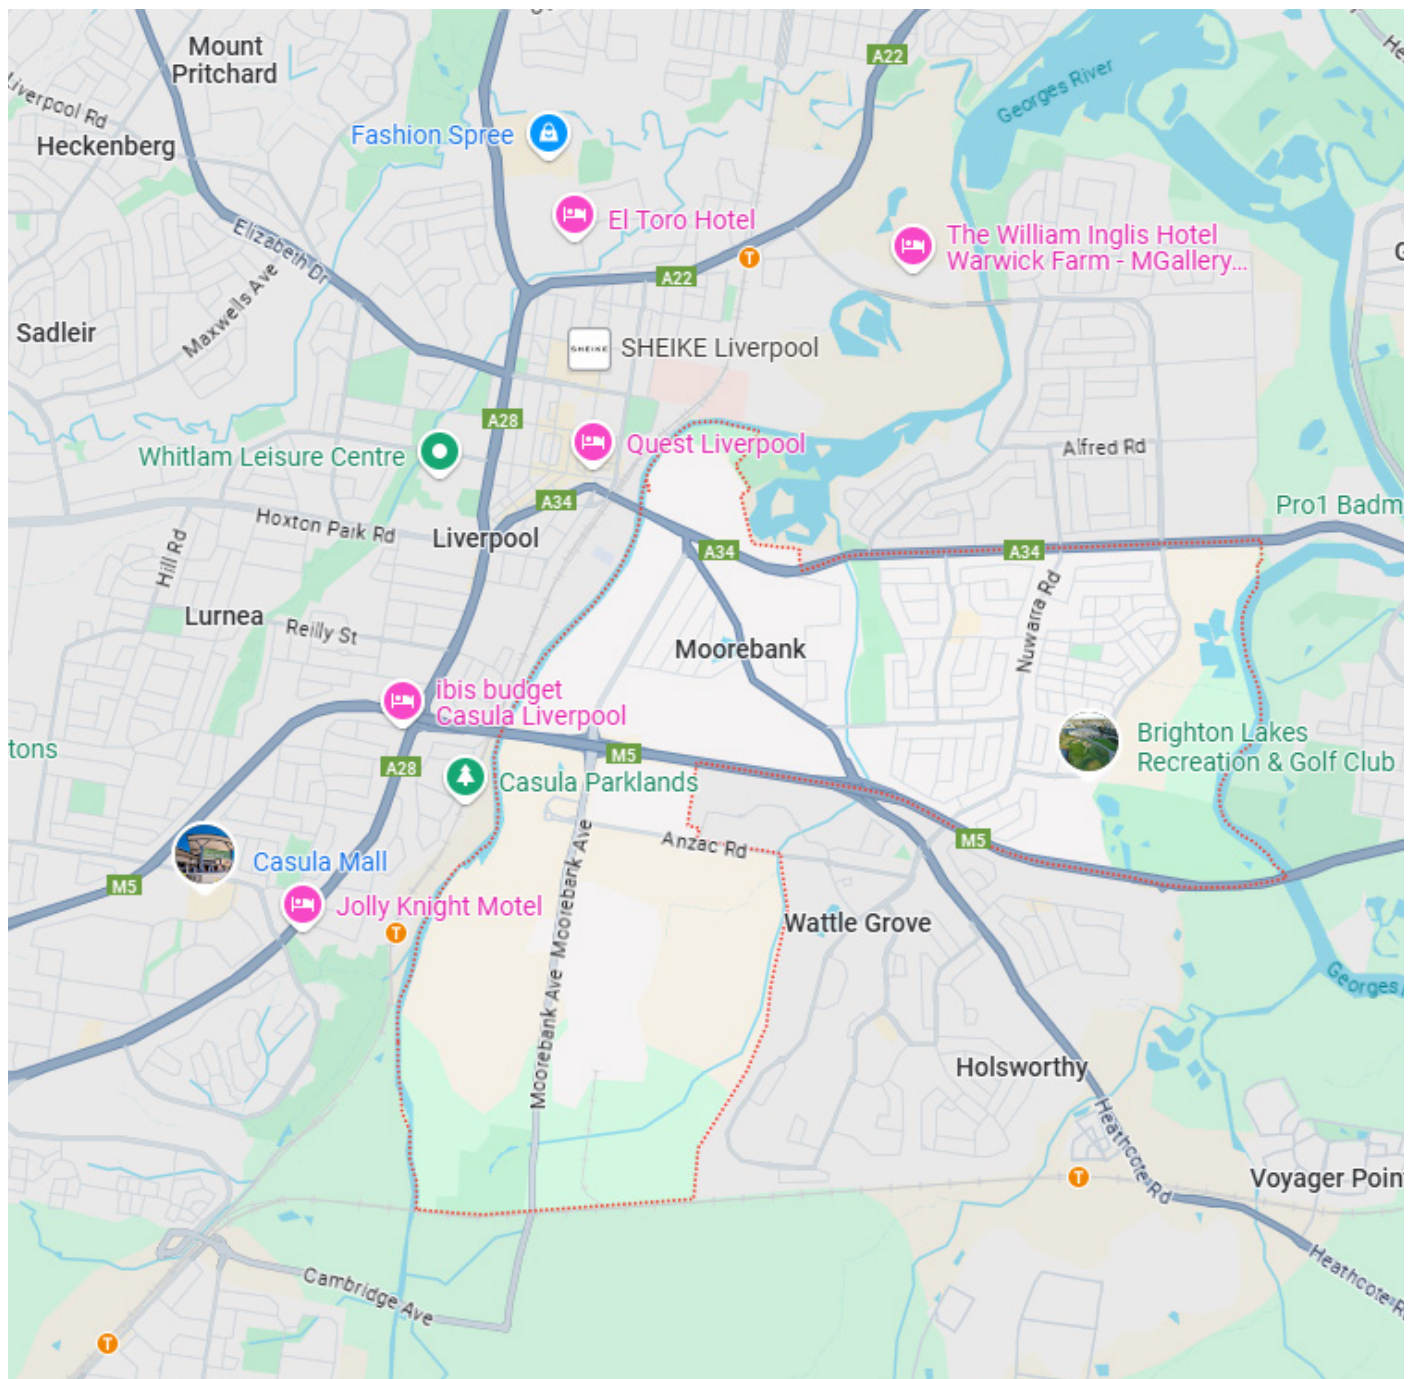 Mount
Pritchard
A22
Georges River
Liverpool Rd
Heckenberg
Fashion Spree
El Toro Hotel
The William Inglis Hotel
Warwick Farm - MGallery...
Elizabeth Dr
Maxwells Ave
A22
Sadleir
SHEIKE
SHEIKE Liverpool
A28
Quest Liverpool
Whitlam Leisure Centre
Alfred Rd
A34
Pro1 Badm
Hoxton Park Rd
Liverpool
A34
A34
Hill Rd
Lurnea
Reilly St
Nuwarra Rd
Moorebank
ibis budget
Casula Liverpool
tons
M5
Brighton Lakes
Recreation & Golf Club
A28
Casula Parklands
Anzac Rd
M5
Casula Mall
M5
Moorebank Ave
Jolly Knight Motel
T
Wattle Grove
Moorebank Ave
Georges
Holsworthy
Heathcote Rd
T
Voyager Poin
Heathcote R
Cambridge Ave
T
T